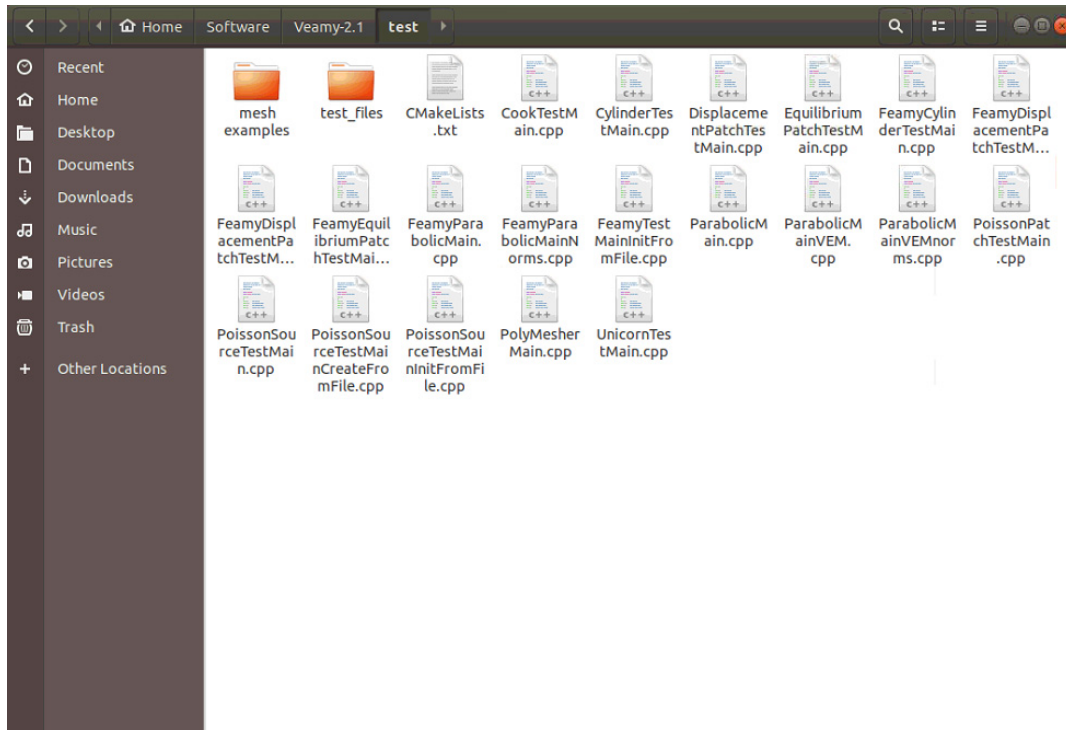 Home Software Veamy-2.1 test
Recent
Home
Desktop
Documents
Downloads
Music
Pictures
Videos
Trash
+ Other Locations
mesh
examples
test_files
CMakeLists
.txt
C++
CookTestM
ain.cpp
C++
CylinderTes
tMain.cpp
C++
Displaceme
ntPatchTes
tMain.cpp
C++
Equilibrium
PatchTestM
ain.cpp
C++
FeamyCylin
derTestMai
n.cpp
C++
FeamyDispl
acementPa
tchTestM...
C++
FeamyDispl
acementPa
tchTestM...
C++
FeamyEquil
ibriumPatc
hTestMai...
C++
FeamyPara
bolicMain.
cpp
C++
FeamyPara
bolicMainN
orms.cpp
C++
FeamyTest
MainInitFro
mFile.cpp
C++
ParabolicM
ain.cpp
C++
ParabolicM
ainVEM.
cpp
C++
ParabolicM
ainVEMnor
ms.cpp
C++
PoissonPat
chTestMain
.cpp
C++
PoissonSou
rceTestMai
n.cpp
C++
PoissonSou
rceTestMai
nCreateFro
mFile.cpp
C++
PoissonSou
rceTestMai
nInitFromFi
le.cpp
C++
PolyMesher
Main.cpp
C++
UnicornTes
tMain.cpp